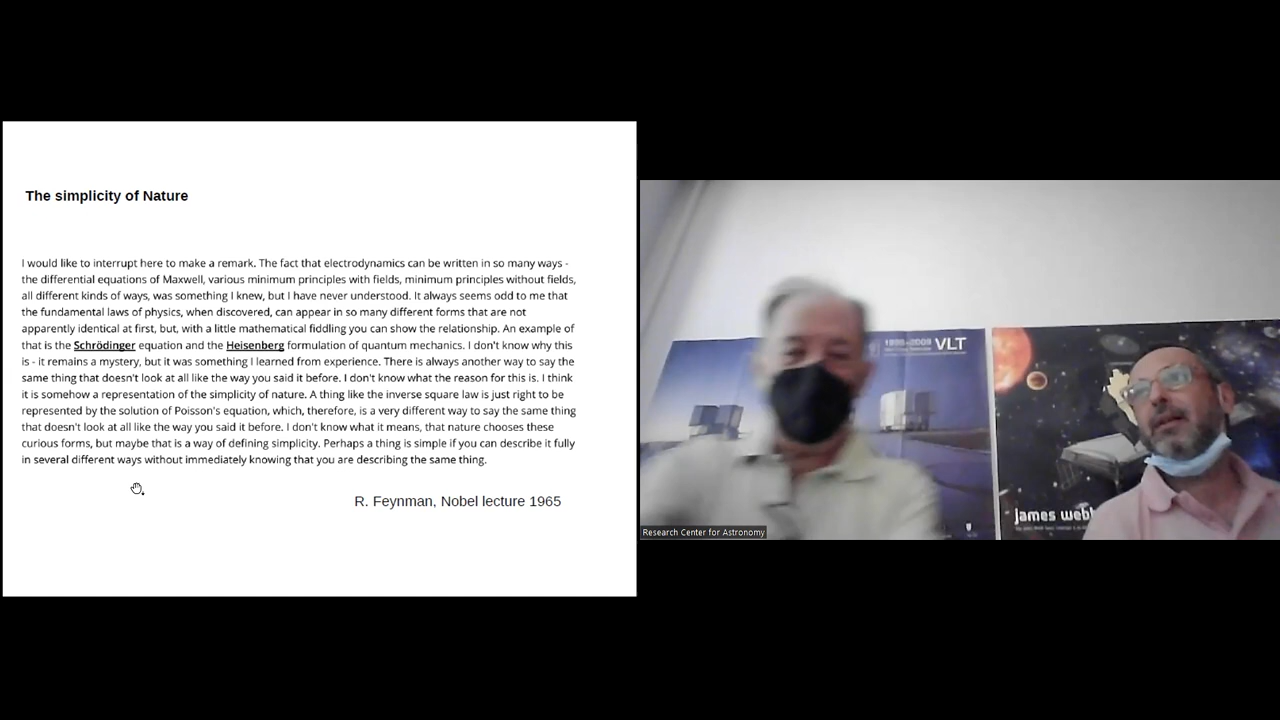 The simplicity of Nature
I would like to interrupt here to make a remark. The fact that electrodynamics can be written in so many ways -
the differential equations of Maxwell, various minimum principles with fields, minimum principles without fields,
all different kinds of ways, was something I knew, but I have never understood. It always seems odd to me that
the fundamental laws of physics, when discovered, can appear in so many different forms that are not
apparently identical at first, but, with a little mathematical fiddling you can show the relationship. An example of
that is the Schrödinger equation and the Heisenberg formulation of quantum mechanics. I don't know why this
is - it remains a mystery, but it was something I learned from experience. There is always another way to say the
same thing that doesn't look at all like the way you said it before. I don't know what the reason for this is. I think
it is somehow a representation of the simplicity of nature. A thing like the inverse square law is just right to be
represented by the solution of Poisson's equation, which, therefore, is a very different way to say the same thing
that doesn't look at all like the way you said it before. I don't know what it means, that nature chooses these
curious forms, but maybe that is a way of defining simplicity. Perhaps a thing is simple if you can describe it fully
in several different ways without immediately knowing that you are describing the same thing.
R. Feynman, Nobel lecture 1965
VLT
james web
Research Center for Astronomy